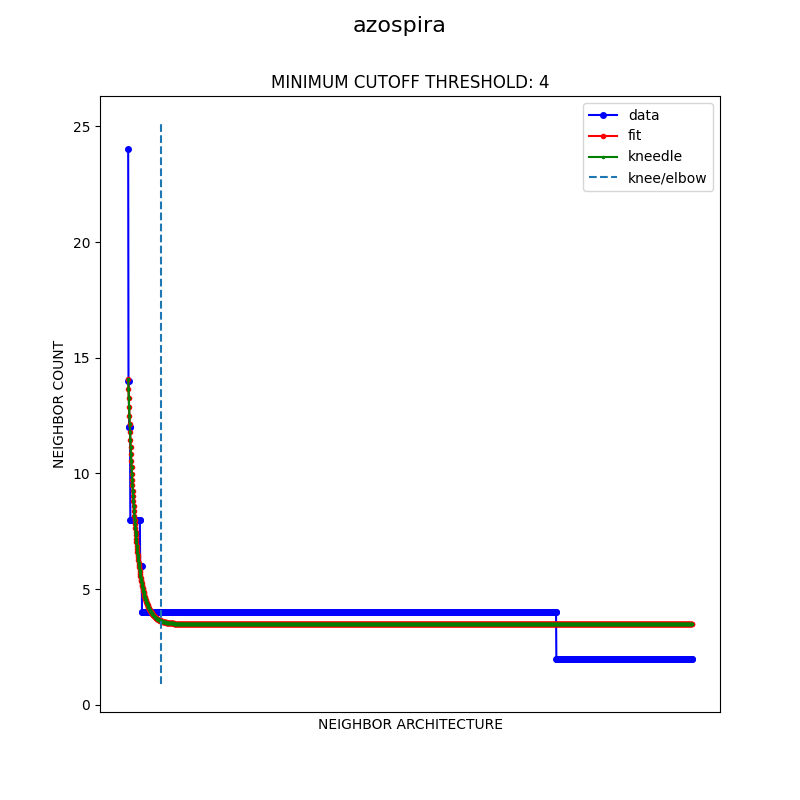 azospira
MINIMUM CUTOFF THRESHOLD: 4
data
fit
kneedle
knee/elbow
25
20
15
10
5
0
NEIGHBOR COUNT
NEIGHBOR ARCHITECTURE